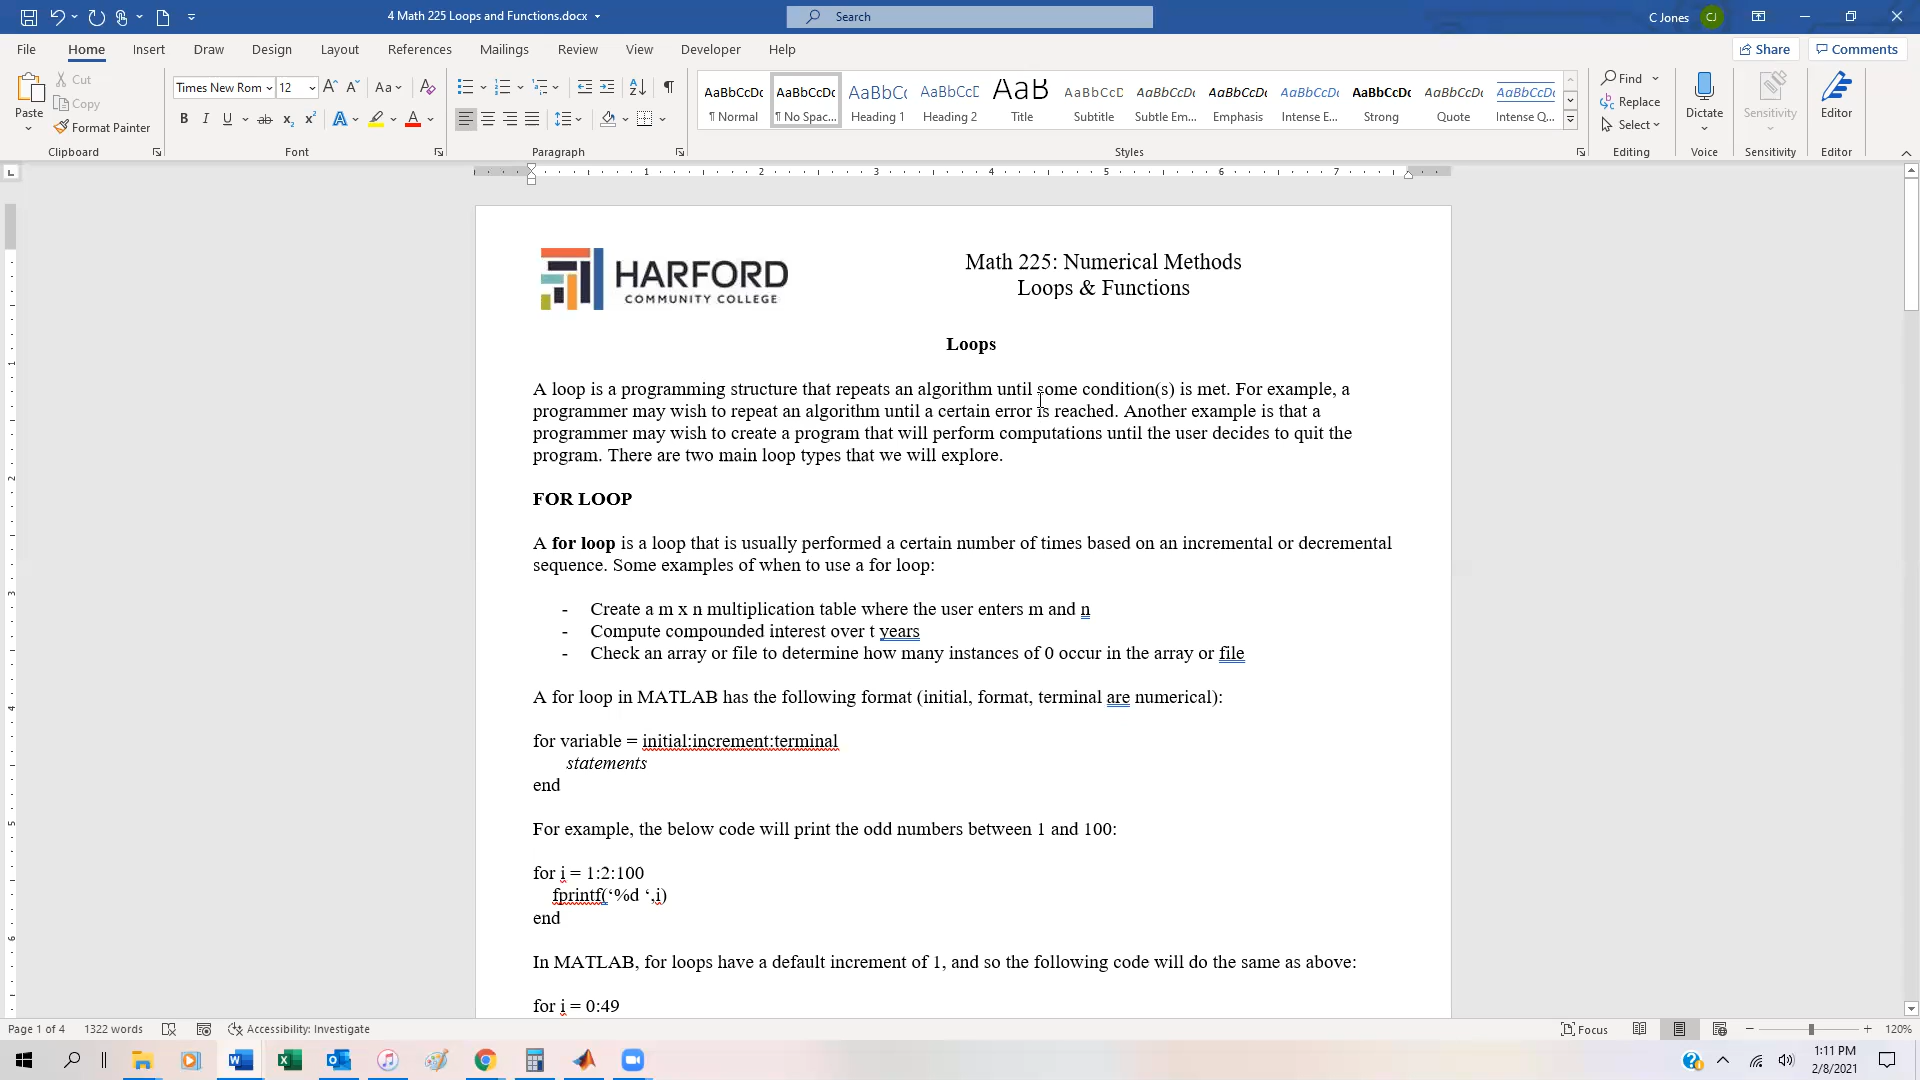 4 Math 225 Loops and Functions.docx
Search
C Jones
CJ
File Home Insert Draw Design Layout References Mailings Review View Developer Help
Share Comments
Paste
Cut
Copy
Format Painter
Clipboard
Times New Rom 12
Font
Paragraph
AaBbCcDc AaBbCcDc AaBbCc AaBbCcD AaB AaBbCcD AaBbCcDc AaBbCcDc AaBbCcDc AaBbCcDc AaBbCcDc AaBbCcDc
¶ Normal ¶ No Spac... Heading 1 Heading 2 Title Subtitle Subtle Em... Emphasis Intense E... Strong Quote Intense Q...
Styles
Find
Replace
Select
Editing
Dictate
Voice
Sensitivity
Sensitivity
Editor
Editor
1 2 3 4 5 6 7
HARFORD
COMMUNITY COLLEGE
Math 225: Numerical Methods
Loops & Functions
Loops
A loop is a programming structure that repeats an algorithm until some condition(s) is met. For example, a
programmer may wish to repeat an algorithm until a certain error is reached. Another example is that a
programmer may wish to create a program that will perform computations until the user decides to quit the
program. There are two main loop types that we will explore.
FOR LOOP
A for loop is a loop that is usually performed a certain number of times based on an incremental or decremental
sequence. Some examples of when to use a for loop:
- Create a m x n multiplication table where the user enters m and n
- Compute compounded interest over t years
- Check an array or file to determine how many instances of 0 occur in the array or file
A for loop in MATLAB has the following format (initial, format, terminal are numerical):
for variable = initial:increment:terminal
statements
end
For example, the below code will print the odd numbers between 1 and 100:
for i = 1:2:100
fprintf(‘%d ‘,i)
end
In MATLAB, for loops have a default increment of 1, and so the following code will do the same as above:
for i = 0:49
Page 1 of 4 1322 words Accessibility: Investigate
Focus
120%
1:11 PM
2/8/2021